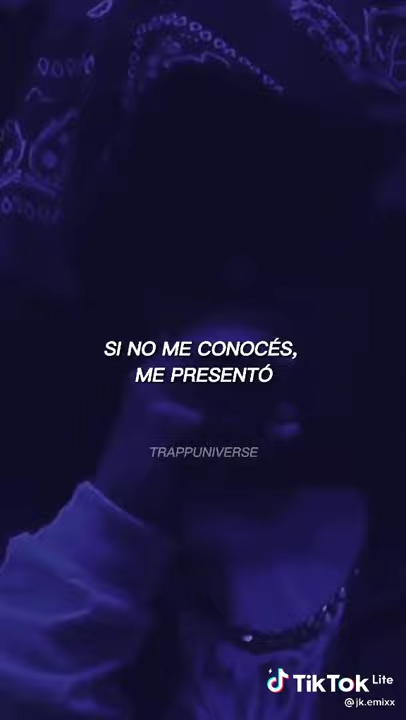 SI NO ME CONOCÉS,
ME PRESENTÓ
TRAPPUNIVERSE
TikTok Lite
@jk.emixx